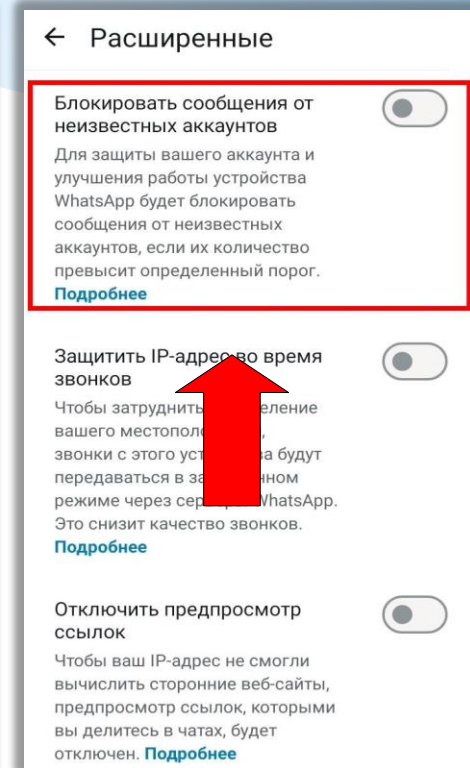 ← Расширенные
Блокировать сообщения от
неизвестных аккаунтов
Для защиты вашего аккаунта и
улучшения работы устройства
WhatsApp будет блокировать
сообщения от неизвестных
аккаунтов, если их количество
превысит определенный порог.
Подробнее
Защитить IP-адрес во время
звонков
Чтобы затруднить
вашего
звонки с этого будут
передаваться в
режиме через WhatsApp.
Это снизит качество звонков.
Подробнее
Отключить предпросмотр
ссылок
Чтобы ваш IP-адрес не смогли
вычислить сторонние веб-сайты,
предпросмотр ссылок, которыми
вы делитесь в чатах, будет
отключен. Подробнее